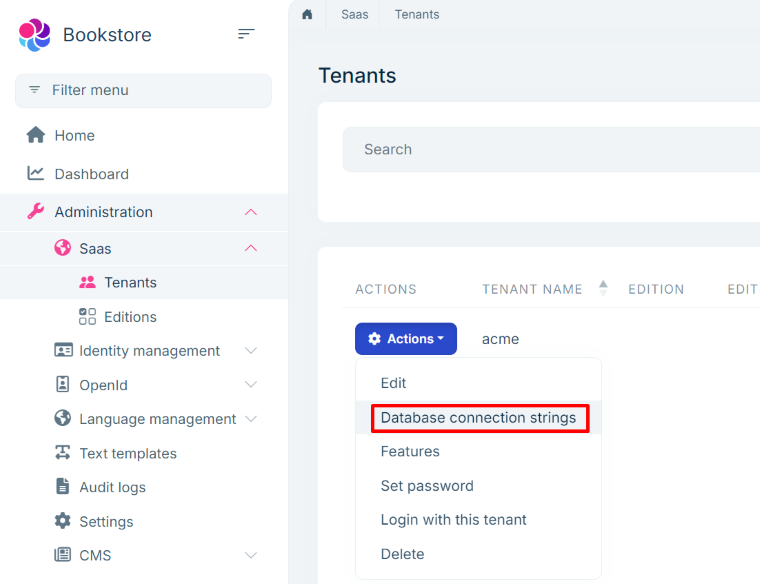 Bookstore
Filter menu
Home
Dashboard
Administration
Saas
Tenants
Editions
Identity management
OpenId
Language management
Text templates
Audit logs
Settings
CMS
Saas
Tenants
Tenants
Search
ACTIONS
TENANT NAME
EDITION
EDIT
Actions
acme
Edit
Database connection strings
Features
Set password
Login with this tenant
Delete